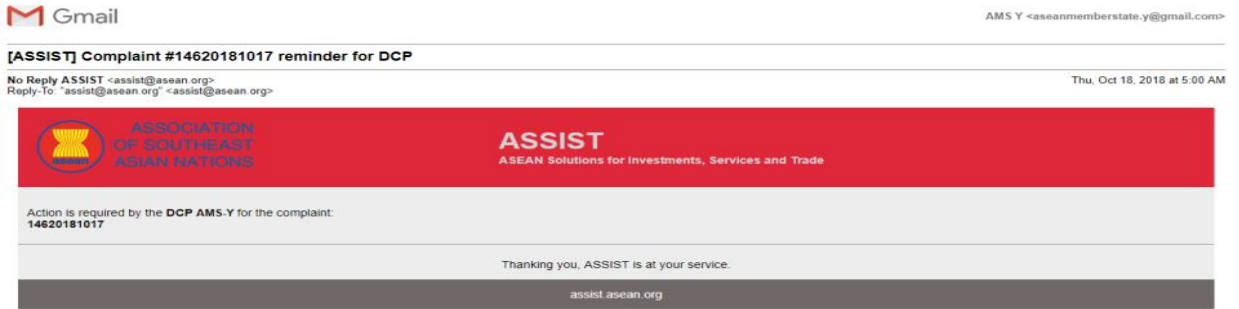 Gmail
AMS Y <aseanmemberstate.y@gmail.com>
[ASSIST] Complaint #14620181017 reminder for DCP
No Reply ASSIST <assist@asean.org>
Thu, Oct 18, 2018 at 5:00 AM
Reply-To: "assist@asean.org" <assist@asean.org>
ASSOCIATION
OF SOUTHEAST
ASIAN NATIONS
asean
ASSIST
ASEAN Solutions for Investments, Services and Trade
Action is required by the DCP AMS-Y for the complaint:
14620181017
Thanking you, ASSIST is at your service.
assist.asean.org